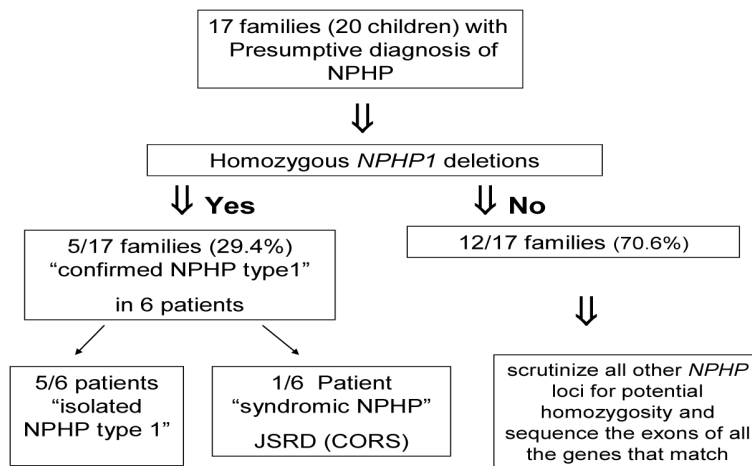 17 families (20 children) with
Presumptive diagnosis of
NPHP
Homozygous NPHP1 deletions
Yes
No
5/17 families (29.4%)
“confirmed NPHP type1”
in 6 patients
12/17 families (70.6%)
5/6 patients
“isolated
NPHP type 1”
1/6 Patient
“syndromic NPHP”
JSRD (CORS)
scrutinize all other NPHP
loci for potential
homozygosity and
sequence the exons of all
the genes that match